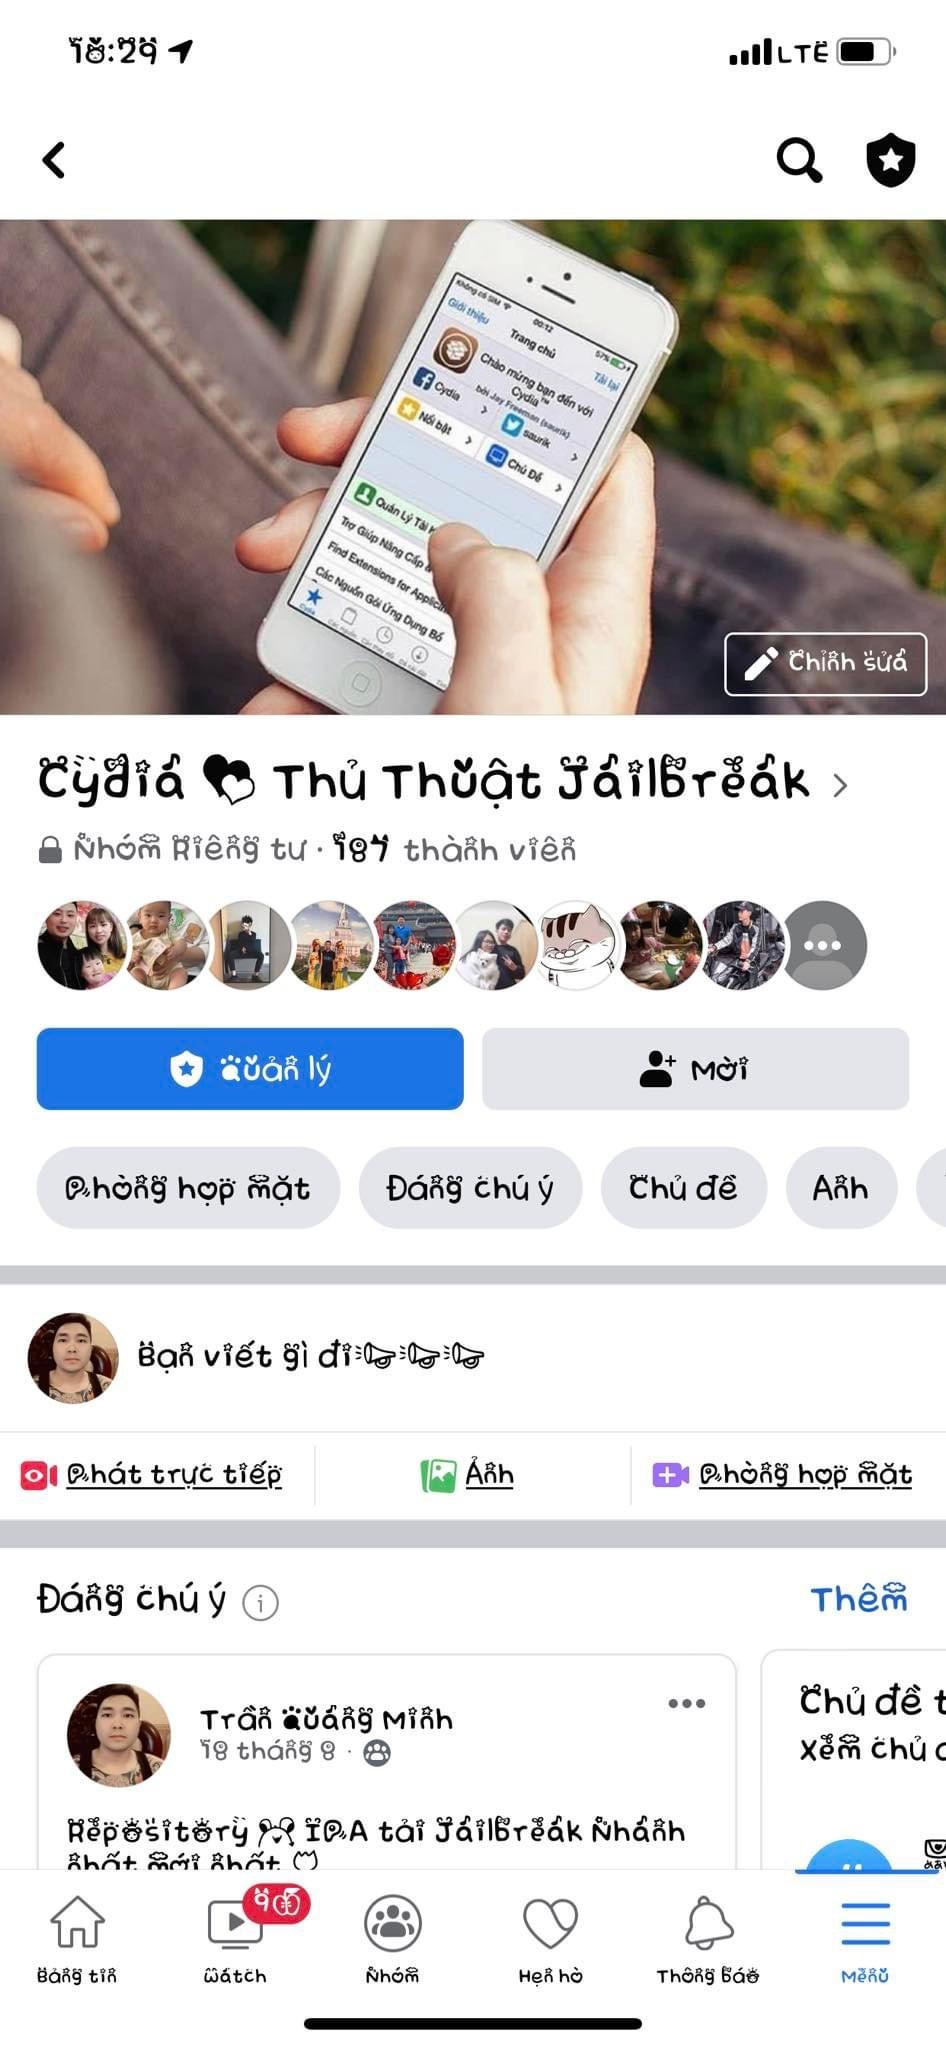 18:29 LTE
Không có SIM 00:12 57%
Giới thiệu Trang chủ Tải lại
Chào mừng bạn đến với
Cydia™
bởi Jay Freeman (saurik)
Cydia saurik
Nổi bật Chủ Đề
Quản Lý Tài
Trợ Giúp Nâng Cấp &
Find Extensions for Applica
Các Nguồn Gói Ứng Dụng Bổ
Cydia
Chỉnh sửa
Cydia Thủ Thuật Jailbreak
Nhóm Riêng tư · 187 thành viên
Quản lý Mời
Phòng họp mặt Đáng chú ý Chủ đề Ảnh
Bạn viết gì đi
Phát trực tiếp Ảnh Phòng họp mặt
Đáng chú ý Thêm
Trần Quang Minh
18 tháng 8 ·
Chủ đề t
Xem chủ đ
Repository IPA tải Jailbreak Nhanh
nhất mới nhất
Bảng tin Watch Nhóm Hẹn hò Thông báo Menu